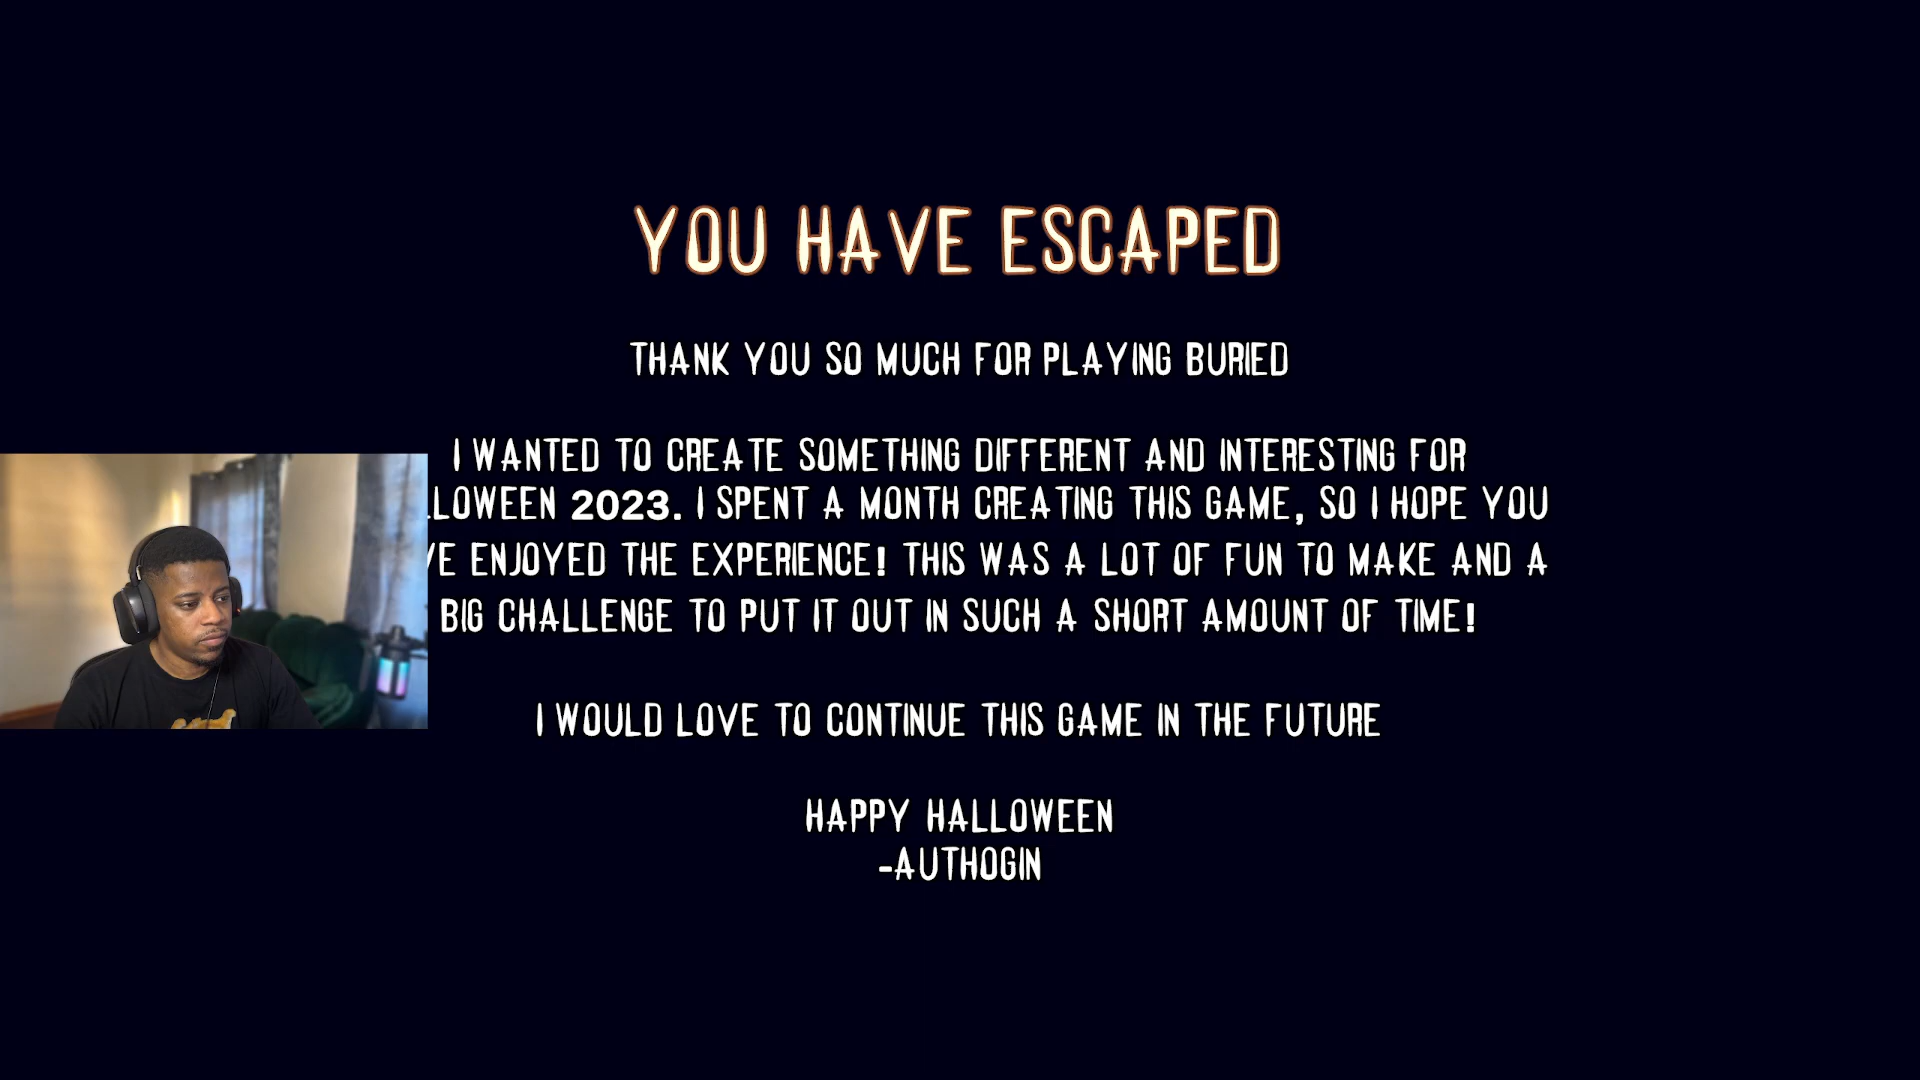 YOU HAVE ESCAPED
THANK YOU SO MUCH FOR PLAYING BURIED
I WANTED TO CREATE SOMETHING DIFFERENT AND INTERESTING FOR
LLOWEEN 2023. I SPENT A MONTH CREATING THIS GAME, SO I HOPE YOU
VE ENJOYED THE EXPERIENCE! THIS WAS A LOT OF FUN TO MAKE AND A
BIG CHALLENGE TO PUT IT OUT IN SUCH A SHORT AMOUNT OF TIME!
I WOULD LOVE TO CONTINUE THIS GAME IN THE FUTURE
HAPPY HALLOWEEN
-AUTHOGIN